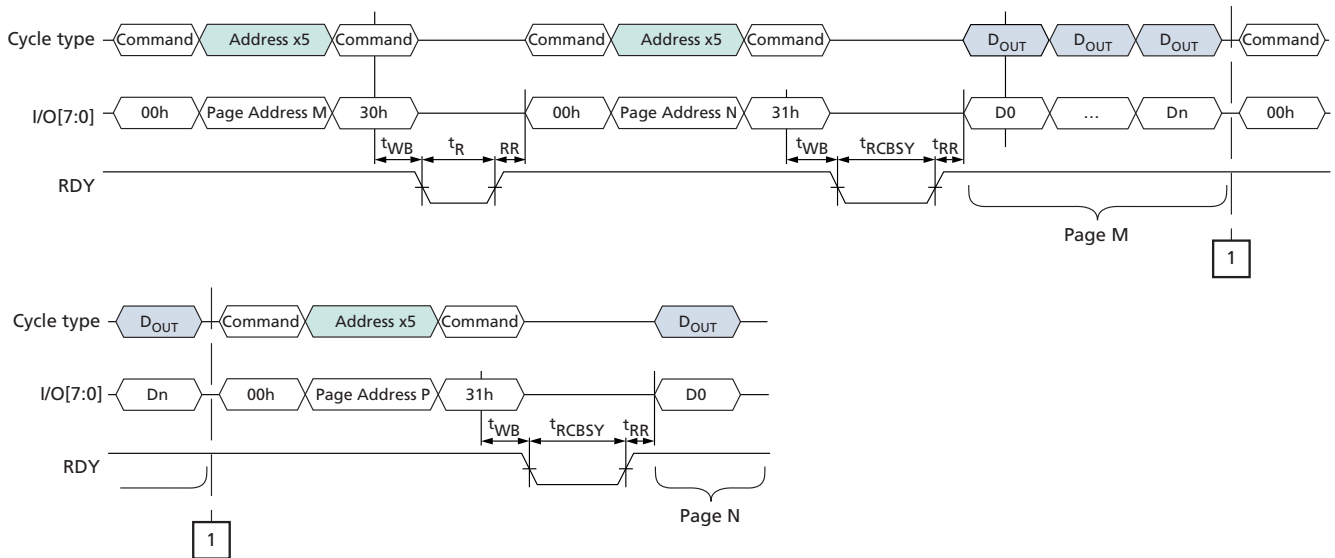 Cycle type Command Address x5 Command Command Address x5 Command DOUT DOUT DOUT Command
I/O[7:0] 00h Page Address M 30h 00h Page Address N 31h D0 … Dn 00h
tWB tR RR tWB tRCBSY tRR
RDY
Page M
1
Cycle type DOUT Command Address x5 Command DOUT
I/O[7:0] Dn 00h Page Address P 31h D0
tWB tRCBSY tRR
RDY
Page N
1